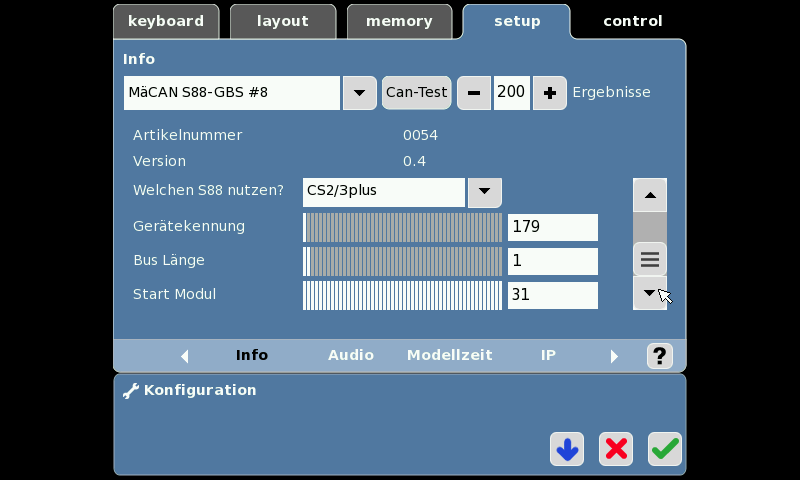 keyboard layout memory setup control
Info
MäCAN S88-GBS #8 Can-Test 200 Ergebnisse
Artikelnummer 0054
Version 0.4
Welchen S88 nutzen? CS2/3plus
Gerätekennung 179
Bus Länge 1
Start Modul 31
Info Audio Modellzeit IP ?
Konfiguration